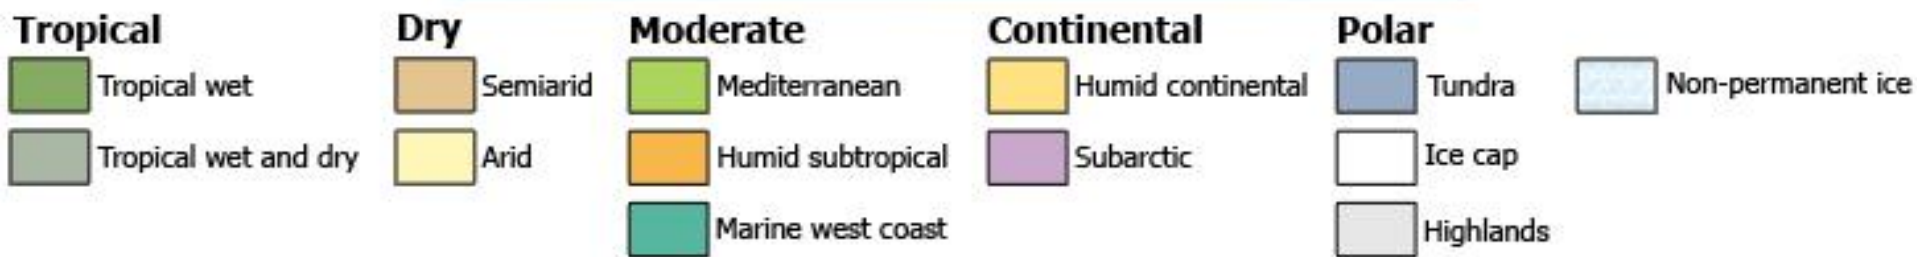 Tropical
Tropical wet
Tropical wet and dry
Dry
Semiarid
Arid
Moderate
Mediterranean
Humid subtropical
Marine west coast
Continental
Humid continental
Subarctic
Polar
Tundra
Ice cap
Highlands
Non-permanent ice